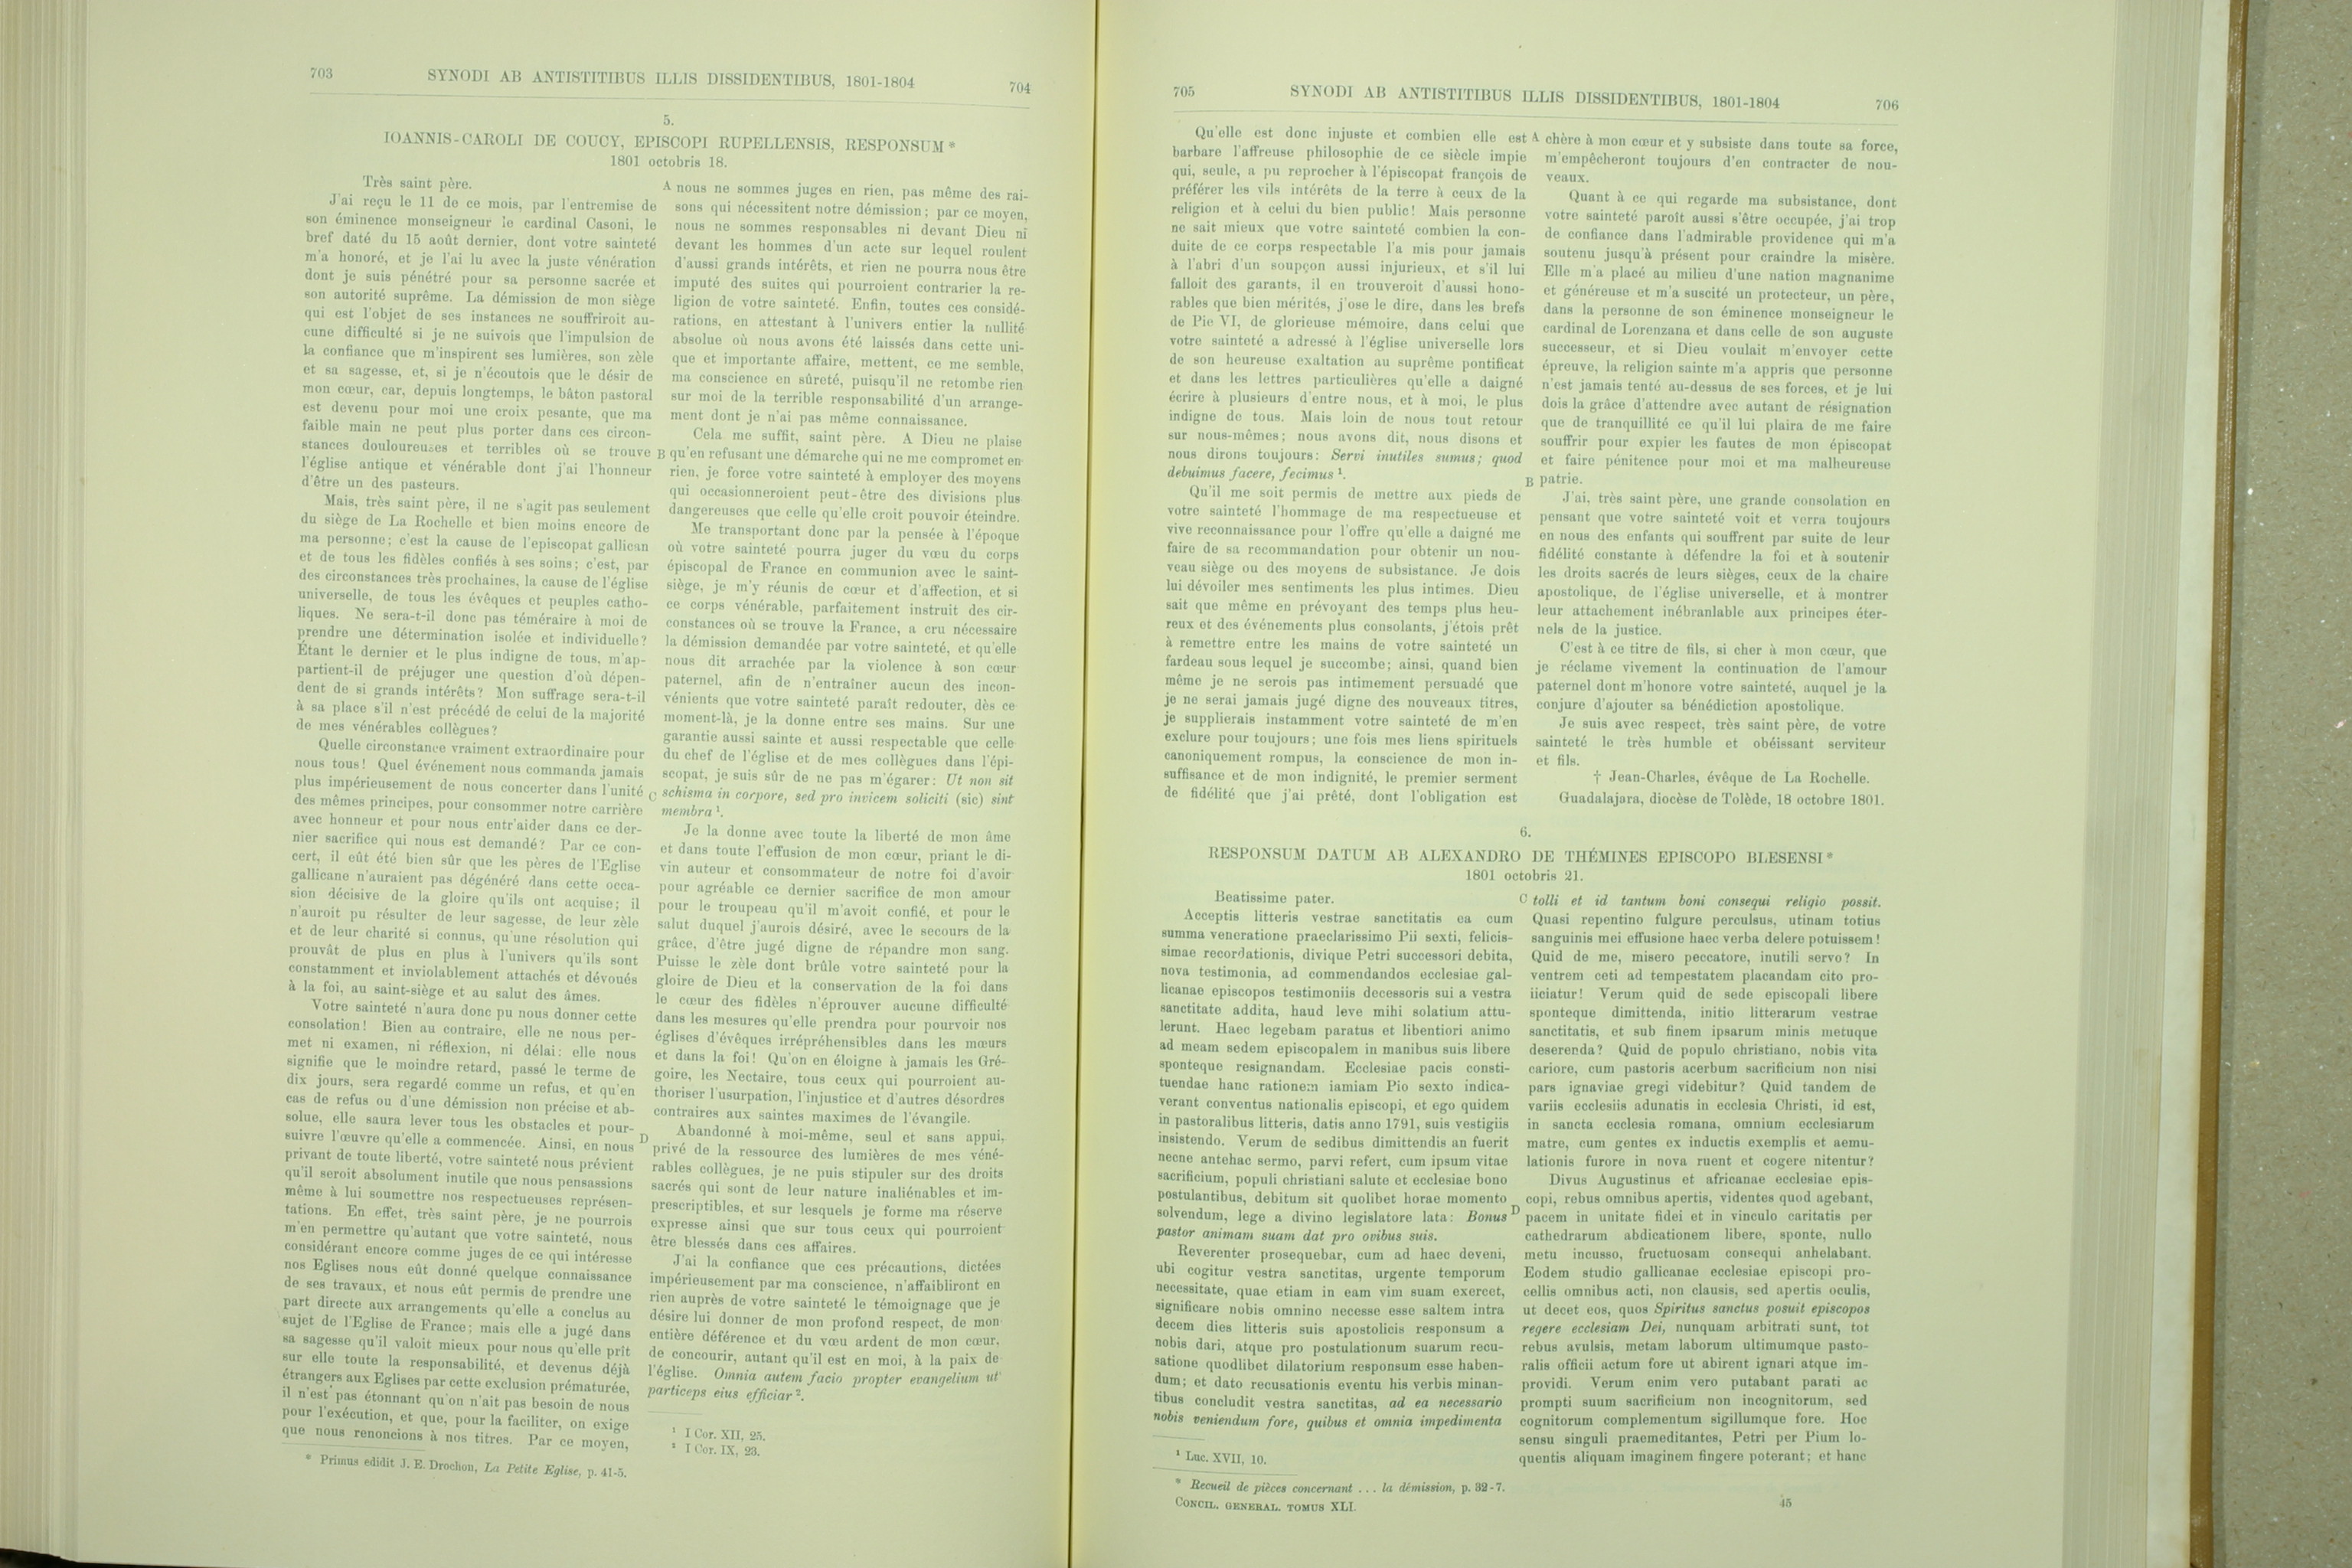 703
SYNODI AB ANTISTITIBUS ILLIS DISSIDENTIBUS, 1801-1804
704
5.
IOANNIS-CAROLI DE COUCY, EPISCOPI RUPELLENSIS, RESPONSUM*
1801 octobris 18.
Très saint père.
J'ai reçu le 11 de ce mois, par l'entremise de
son éminence monseigneur le cardinal Casoni, le
bref daté du 15 août dernier, dont votre sainteté
m'a honoré, et je l'ai lu avec la juste vénération
dont je suis pénétré pour sa personne sacrée et
son autorité suprême. La démission de mon siège
qui est l'objet de ses instances ne souffriroit au-
cune difficulté si je ne suivois que l'impulsion de
la confiance que m'inspirent ses lumières, son zèle
et sa sagesse, et, si je n'écoutois que le désir de
mon cœur, car, depuis longtemps, le bâton pastoral
est devenu pour moi une croix pesante, que ma
faible main ne peut plus porter dans ces circon-
stances douloureuses et terribles où se trouve
l'église antique et vénérable dont j'ai l'honneur
d'être un des pasteurs.
Mais, très saint père, il ne s'agit pas seulement
du siège de La Rochelle et bien moins encore de
ma personne; c'est la cause de l'episcopat gallican
et de tous les fidèles confiés à ses soins; c'est, par
des circonstances très prochaines, la cause de l'église
universelle, de tous les évêques et peuples catho-
liques. Ne sera-t-il donc pas téméraire à moi de
prendre une détermination isolée et individuelle?
Étant le dernier et le plus indigne de tous, m'ap-
partient-il de préjuger une question d'où dépen-
dent de si grands intérêts? Mon suffrage sera-t-il
à sa place s'il n'est précédé de celui de la majorité
de mes vénérables collègues?
Quelle circonstance vraiment extraordinaire pour
nous tous! Quel événement nous commanda jamais
plus impérieusement de nous concerter dans l'unité
des mêmes principes, pour consommer notre carrière
avec honneur et pour nous entr'aider dans ce der-
nier sacrifice qui nous est demandé? Par ce con-
cert, il eût été bien sûr que les pères de l'Eglise
gallicane n'auraient pas dégénéré dans cette occa-
sion décisive de la gloire qu'ils ont acquise; il
n'auroit pu résulter de leur sagesse, de leur zèle
et de leur charité si connus, qu'une résolution qui
prouvât de plus en plus à l'univers qu'ils sont
constamment et inviolablement attachés et dévoués
à la foi, au saint-siège et au salut des âmes.
Votre sainteté n'aura donc pu nous donner cette
consolation! Bien au contraire, elle ne nous per-
met ni examen, ni réflexion, ni délai: elle nous
signifie que le moindre retard, passé le terme de
dix jours, sera regardé comme un refus, et qu'en
cas de refus ou d'une démission non précise et ab-
solue, elle saura lever tous les obstacles et pour-
suivre l'œuvre qu'elle a commencée. Ainsi, en nous
privant de toute liberté, votre sainteté nous prévient
qu'il seroit absolument inutile que nous pensassions
même à lui soumettre nos respectueuses représen-
tations. En effet, très saint père, je ne pourrois
m'en permettre qu'autant que votre sainteté, nous
considérant encore comme juges de ce qui intéresse
nos Eglises nous eût donné quelque connaissance
de ses travaux, et nous eût permis de prendre une
part directe aux arrangements qu'elle a conclus au
sujet de l'Eglise de France; mais elle a jugé dans
sa sagesse qu'il valoit mieux pour nous qu'elle prît
sur elle toute la responsabilité, et devenus déjà
étrangers aux Eglises par cette exclusion prématurée,
il n'est pas étonnant qu'on n'ait pas besoin de nous
pour l'exécution, et que, pour la faciliter, on exige
que nous renoncions à nos titres. Par ce moyen,
* Primus edidit J. E. Drochon, La Petite Eglise, p. 41-5.
A nous ne sommes juges en rien, pas même des rai-
sons qui nécessitent notre démission; par ce moyen,
nous ne sommes responsables ni devant Dieu ni
devant les hommes d'un acte sur lequel roulent
d'aussi grands intérêts, et rien ne pourra nous être
imputé des suites qui pourroient contrarier la re-
ligion de votre sainteté. Enfin, toutes ces considé-
rations, en attestant à l'univers entier la nullité
absolue où nous avons été laissés dans cette uni-
que et importante affaire, mettent, ce me semble,
ma conscience en sûreté, puisqu'il ne retombe rien
sur moi de la terrible responsabilité d'un arrange-
ment dont je n'ai pas même connaissance.
Cela me suffit, saint père. A Dieu ne plaise
B qu'en refusant une démarche qui ne me compromet en
rien, je force votre sainteté à employer des moyens
qui occasionneroient peut-être des divisions plus
dangereuses que celle qu'elle croit pouvoir éteindre.
Me transportant donc par la pensée à l'époque
où votre sainteté pourra juger du vœu du corps
épiscopal de France en communion avec le saint-
siège, je m'y réunis de cœur et d'affection, et si
ce corps vénérable, parfaitement instruit des cir-
constances où se trouve la France, a cru nécessaire
la démission demandée par votre sainteté, et qu'elle
nous dit arrachée par la violence à son cœur
paternel, afin de n'entraîner aucun des incon-
vénients que votre sainteté paraît redouter, dès ce
moment-là, je la donne entre ses mains. Sur une
garantie aussi sainte et aussi respectable que celle
du chef de l'église et de mes collègues dans l'épi-
scopat, je suis sûr de ne pas m'égarer: Ut non sit
C schisma in corpore, sed pro invicem soliciti (sic) sint
membra ¹.
Je la donne avec toute la liberté de mon âme
et dans toute l'effusion de mon cœur, priant le di-
vin auteur et consommateur de notre foi d'avoir
pour agréable ce dernier sacrifice de mon amour
pour le troupeau qu'il m'avoit confié, et pour le
salut duquel j'aurois désiré, avec le secours de la
grâce, d'être jugé digne de répandre mon sang.
Puisse le zèle dont brûle votre sainteté pour la
gloire de Dieu et la conservation de la foi dans
le cœur des fidèles n'éprouver aucune difficulté
dans les mesures qu'elle prendra pour pourvoir nos
églises d'évêques irrépréhensibles dans les mœurs
et dans la foi! Qu'on en éloigne à jamais les Gré-
goire, les Nectaire, tous ceux qui pourroient au-
thoriser l'usurpation, l'injustice et d'autres désordres
contraires aux saintes maximes de l'évangile.
Abandonné à moi-même, seul et sans appui,
D privé de la ressource des lumières de mes véné-
rables collègues, je ne puis stipuler sur des droits
sacrés qui sont de leur nature inaliénables et im-
prescriptibles, et sur lesquels je forme ma réserve
expresse ainsi que sur tous ceux qui pourroient
être blessés dans ces affaires.
J'ai la confiance que ces précautions, dictées
impérieusement par ma conscience, n'affaibliront en
rien auprès de votre sainteté le témoignage que je
désire lui donner de mon profond respect, de mon
entière déférence et du vœu ardent de mon cœur,
de concourir, autant qu'il est en moi, à la paix de
l'église. Omnia autem facio propter evangelium ut
particeps eius efficiar ².
¹ I Cor. XII, 25.
² I Cor. IX, 23.
705
SYNODI AB ANTISTITIBUS ILLIS DISSIDENTIBUS, 1801-1804
706
Qu'elle est donc injuste et combien elle est
barbare l'affreuse philosophie de ce siècle impie
qui, seule, a pu reprocher à l'épiscopat françois de
préférer les vils intérêts de la terre à ceux de la
religion et à celui du bien public! Mais personne
ne sait mieux que votre sainteté combien la con-
duite de ce corps respectable l'a mis pour jamais
à l'abri d'un soupçon aussi injurieux, et s'il lui
falloit des garants, il en trouveroit d'aussi hono-
rables que bien mérités, j'ose le dire, dans les brefs
de Pie VI, de glorieuse mémoire, dans celui que
votre sainteté a adressé à l'église universelle lors
de son heureuse exaltation au suprême pontificat
et dans les lettres particulières qu'elle a daigné
écrire à plusieurs d'entre nous, et à moi, le plus
indigne de tous. Mais loin de nous tout retour
sur nous-mêmes; nous avons dit, nous disons et
nous dirons toujours: Servi inutiles sumus; quod
debuimus facere, fecimus ¹.
Qu'il me soit permis de mettre aux pieds de
votre sainteté l'hommage de ma respectueuse et
vive reconnaissance pour l'offre qu'elle a daigné me
faire de sa recommandation pour obtenir un nou-
veau siège ou des moyens de subsistance. Je dois
lui dévoiler mes sentiments les plus intimes. Dieu
sait que même en prévoyant des temps plus heu-
reux et des événements plus consolants, j'étois prêt
à remettre entre les mains de votre sainteté un
fardeau sous lequel je succombe; ainsi, quand bien
même je ne serois pas intimement persuadé que
je ne serai jamais jugé digne des nouveaux titres,
je supplierais instamment votre sainteté de m'en
exclure pour toujours; une fois mes liens spirituels
canoniquement rompus, la conscience de mon in-
suffisance et de mon indignité, le premier serment
de fidélité que j'ai prêté, dont l'obligation est
A chère à mon cœur et y subsiste dans toute sa force,
m'empêcheront toujours d'en contracter de nou-
veaux.
Quant à ce qui regarde ma subsistance, dont
votre sainteté paroît aussi s'être occupée, j'ai trop
de confiance dans l'admirable providence qui m'a
soutenu jusqu'à présent pour craindre la misère.
Elle m'a placé au milieu d'une nation magnanime
et généreuse et m'a suscité un protecteur, un père,
dans la personne de son éminence monseigneur le
cardinal de Lorenzana et dans celle de son auguste
successeur, et si Dieu voulait m'envoyer cette
épreuve, la religion sainte m'a appris que personne
n'est jamais tenté au-dessus de ses forces, et je lui
dois la grâce d'attendre avec autant de résignation
que de tranquillité ce qu'il lui plaira de me faire
souffrir pour expier les fautes de mon épiscopat
et faire pénitence pour moi et ma malheureuse
B patrie.
J'ai, très saint père, une grande consolation en
pensant que votre sainteté voit et verra toujours
en nous des enfants qui souffrent par suite de leur
fidélité constante à défendre la foi et à soutenir
les droits sacrés de leurs sièges, ceux de la chaire
apostolique, de l'église universelle, et à montrer
leur attachement inébranlable aux principes éter-
nels de la justice.
C'est à ce titre de fils, si cher à mon cœur, que
je réclame vivement la continuation de l'amour
paternel dont m'honore votre sainteté, auquel je la
conjure d'ajouter sa bénédiction apostolique.
Je suis avec respect, très saint père, de votre
sainteté le très humble et obéissant serviteur
et fils.
† Jean-Charles, évêque de La Rochelle.
Guadalajara, diocèse de Tolède, 18 octobre 1801.
6.
RESPONSUM DATUM AB ALEXANDRO DE THÉMINES EPISCOPO BLESENSI*
1801 octobris 21.
Beatissime pater.
Acceptis litteris vestrae sanctitatis ea cum
summa veneratione praeclarissimo Pii sexti, felicis-
simae recordationis, divique Petri successori debita,
nova testimonia, ad commendandos ecclesiae gal-
licanae episcopos testimoniis decessoris sui a vestra
sanctitate addita, haud leve mihi solatium attu-
lerunt. Haec legebam paratus et libentiori animo
ad meam sedem episcopalem in manibus suis libere
sponteque resignandam. Ecclesiae pacis consti-
tuendae hanc rationem iamiam Pio sexto indica-
verant conventus nationalis episcopi, et ego quidem
in pastoralibus litteris, datis anno 1791, suis vestigiis
insistendo. Verum de sedibus dimittendis an fuerit
necne antehac sermo, parvi refert, cum ipsum vitae
sacrificium, populi christiani salute et ecclesiae bono
postulantibus, debitum sit quolibet horae momento
solvendum, lege a divino legislatore lata: Bonus
pastor animam suam dat pro ovibus suis.
Reverenter prosequebar, cum ad haec deveni,
ubi cogitur vestra sanctitas, urgente temporum
necessitate, quae etiam in eam vim suam exercet,
significare nobis omnino necesse esse saltem intra
decem dies litteris suis apostolicis responsum a
nobis dari, atque pro postulationum suarum recu-
satione quodlibet dilatorium responsum esse haben-
dum; et dato recusationis eventu his verbis minan-
tibus concludit vestra sanctitas, ad ea necessario
nobis veniendum fore, quibus et omnia impedimenta
¹ Luc. XVII, 10.
* Recueil de pièces concernant ... la démission, p. 32-7.
CONCIL. GENERAL. TOMUS XLI.
C tolli et id tantum boni consequi religio possit.
Quasi repentino fulgure perculsus, utinam totius
sanguinis mei effusione haec verba delere potuissem!
Quid de me, misero peccatore, inutili servo? In
ventrem ceti ad tempestatem placandam cito pro-
iiciatur! Verum quid de sede episcopali libere
sponteque dimittenda, initio litterarum vestrae
sanctitatis, et sub finem ipsarum minis metuque
deserenda? Quid de populo christiano, nobis vita
cariore, cum pastoris acerbum sacrificium non nisi
pars ignaviae gregi videbitur? Quid tandem de
variis ecclesiis adunatis in ecclesia Christi, id est,
in sancta ecclesia romana, omnium ecclesiarum
matre, cum gentes ex inductis exemplis et aemu-
lationis furore in nova ruent et cogere nitentur?
Divus Augustinus et africanae ecclesiae epis-
copi, rebus omnibus apertis, videntes quod agebant,
D pacem in unitate fidei et in vinculo caritatis per
cathedrarum abdicationem libere, sponte, nullo
metu incusso, fructuosam consequi anhelabant.
Eodem studio gallicanae ecclesiae episcopi pro-
cellis omnibus acti, non clausis, sed apertis oculis,
ut decet eos, quos Spiritus sanctus posuit episcopos
regere ecclesiam Dei, nunquam arbitrati sunt, tot
rebus avulsis, metam laborum ultimumque pasto-
ralis officii actum fore ut abirent ignari atque im-
providi. Verum enim vero putabant parati ac
prompti suum sacrificium non incognitorum, sed
cognitorum complementum sigillumque fore. Hoc
sensu singuli praemeditantes, Petri per Pium lo-
quentis aliquam imaginem fingere poterant; et hanc
45